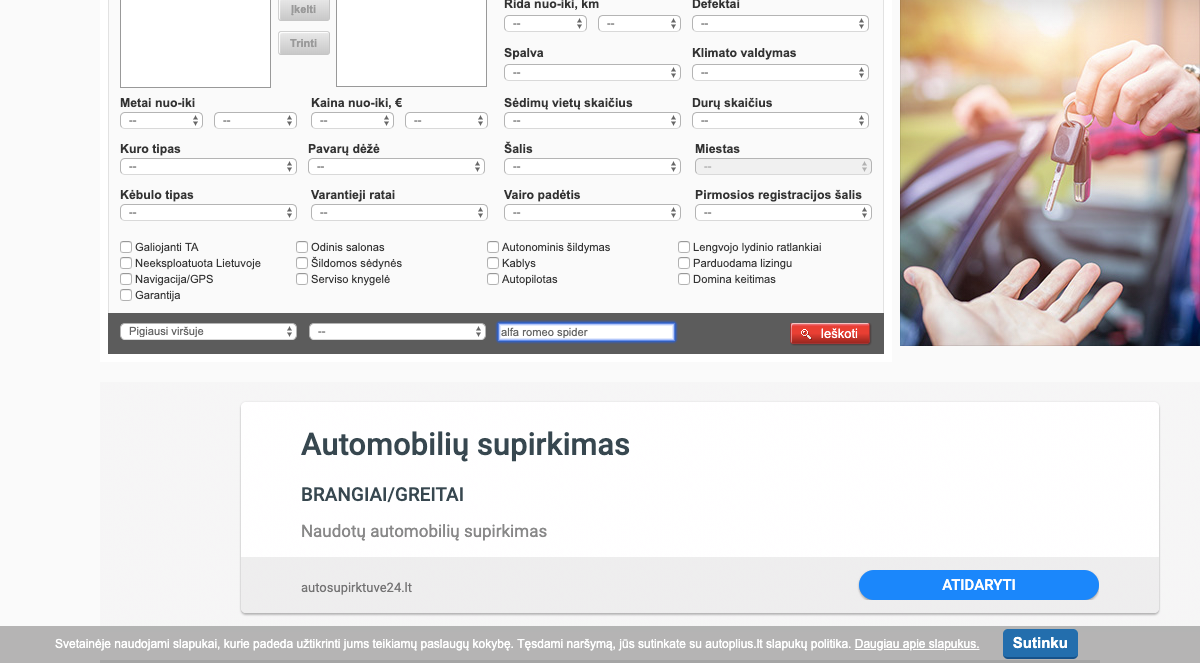 Įkelti
Trinti
Rida nuo-iki, km
Defektai
-- -- --
Spalva
Klimato valdymas
-- --
Metai nuo-iki
Kaina nuo-iki, €
Sėdimų vietų skaičius
Durų skaičius
-- -- -- -- -- --
Kuro tipas
Pavarų dėžė
Šalis
Miestas
-- -- -- --
Kėbulo tipas
Varantieji ratai
Vairo padėtis
Pirmosios registracijos šalis
-- -- -- --
Galiojanti TA
Odinis salonas
Autonominis šildymas
Lengvojo lydinio ratlankiai
Neeksploatuota Lietuvoje
Šildomos sėdynės
Kablys
Parduodama lizingu
Navigacija/GPS
Serviso knygelė
Autopilotas
Domina keitimas
Garantija
Pigiausi viršuje
--
alfa romeo spider
Ieškoti
Automobilių supirkimas
BRANGIAI/GREITAI
Naudotų automobilių supirkimas
autosupirktuve24.lt
ATIDARYTI
Svetainėje naudojami slapukai, kurie padeda užtikrinti jums teikiamų paslaugų kokybę. Tęsdami naršymą, jūs sutinkate su autoplius.lt slapukų politika. Daugiau apie slapukus.
Sutinku